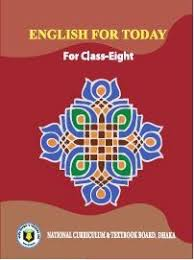 ENGLISH FOR TODAY
For Class-Eight
NATIONAL CURRICULUM & TEXTBOOK BOARD, DHAKA